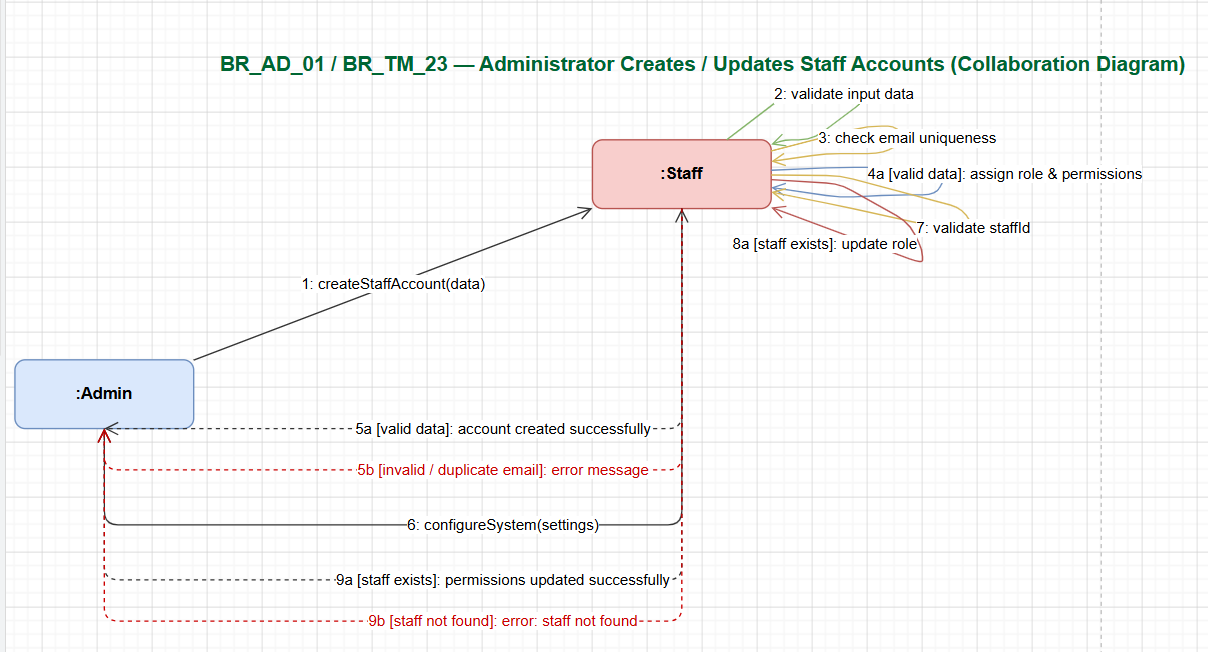 BR_AD_01 / BR_TM_23 — Administrator Creates / Updates Staff Accounts (Collaboration Diagram)
2: validate input data
3: check email uniqueness
:Staff
4a [valid data]: assign role & permissions
7: validate staffId
8a [staff exists]: update role
1: createStaffAccount(data)
:Admin
5a [valid data]: account created successfully
5b [invalid / duplicate email]: error message
6: configureSystem(settings)
9a [staff exists]: permissions updated successfully
9b [staff not found]: error: staff not found